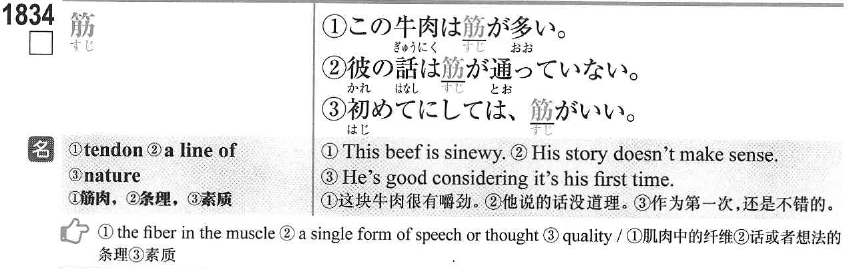 1834 筋
すじ
①この牛肉は筋が多い。
ぎゅうにく すじ おお
②彼の話は筋が通っていない。
かれ はなし すじ とお
③初めてにしては、筋がいい。
はじ すじ
名 ①tendon ②a line of
③nature
①筋肉，②条理，③素质
① This beef is sinewy. ② His story doesn't make sense.
③ He's good considering it's his first time.
①这块牛肉很有嚼劲。②他说的话没道理。③作为第一次，还是不错的。
① the fiber in the muscle ② a single form of speech or thought ③ quality / ①肌肉中的纤维②话或者想法的
条理③素质